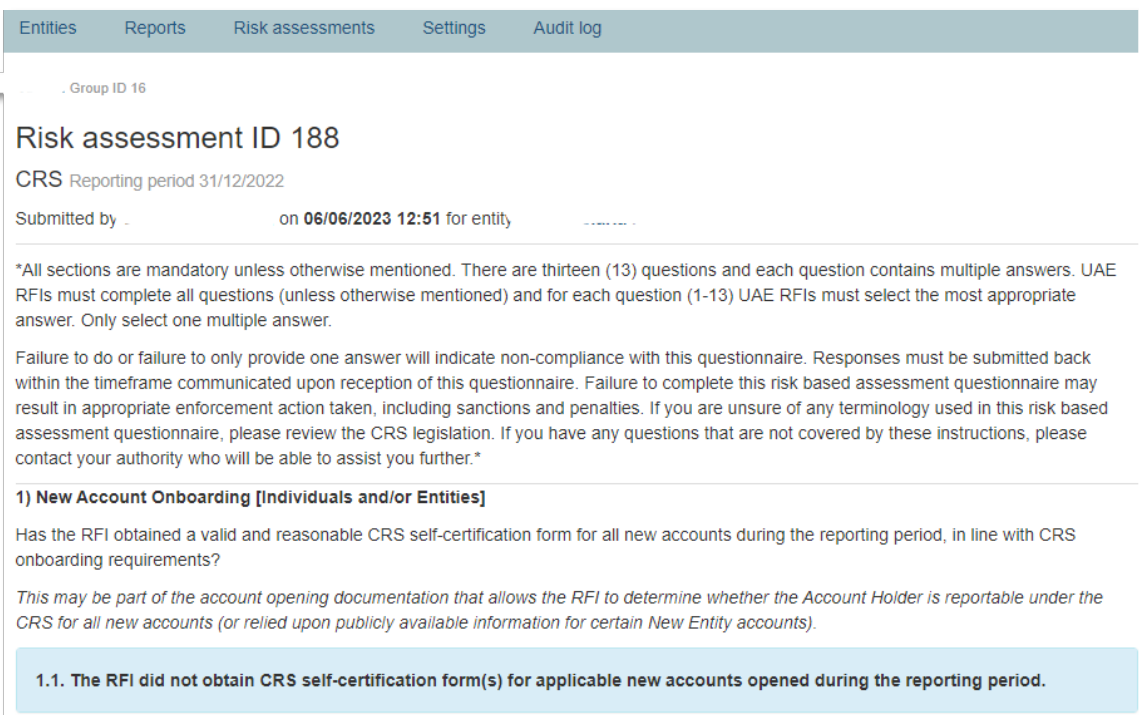 Entities Reports Risk assessments Settings Audit log
. Group ID 16
Risk assessment ID 188
CRS Reporting period 31/12/2022
Submitted by on 06/06/2023 12:51 for entity
*All sections are mandatory unless otherwise mentioned. There are thirteen (13) questions and each question contains multiple answers. UAE
RFIs must complete all questions (unless otherwise mentioned) and for each question (1-13) UAE RFIs must select the most appropriate
answer. Only select one multiple answer.
Failure to do or failure to only provide one answer will indicate non-compliance with this questionnaire. Responses must be submitted back
within the timeframe communicated upon reception of this questionnaire. Failure to complete this risk based assessment questionnaire may
result in appropriate enforcement action taken, including sanctions and penalties. If you are unsure of any terminology used in this risk based
assessment questionnaire, please review the CRS legislation. If you have any questions that are not covered by these instructions, please
contact your authority who will be able to assist you further.*
1) New Account Onboarding [Individuals and/or Entities]
Has the RFI obtained a valid and reasonable CRS self-certification form for all new accounts during the reporting period, in line with CRS
onboarding requirements?
This may be part of the account opening documentation that allows the RFI to determine whether the Account Holder is reportable under the
CRS for all new accounts (or relied upon publicly available information for certain New Entity accounts).
1.1. The RFI did not obtain CRS self-certification form(s) for applicable new accounts opened during the reporting period.